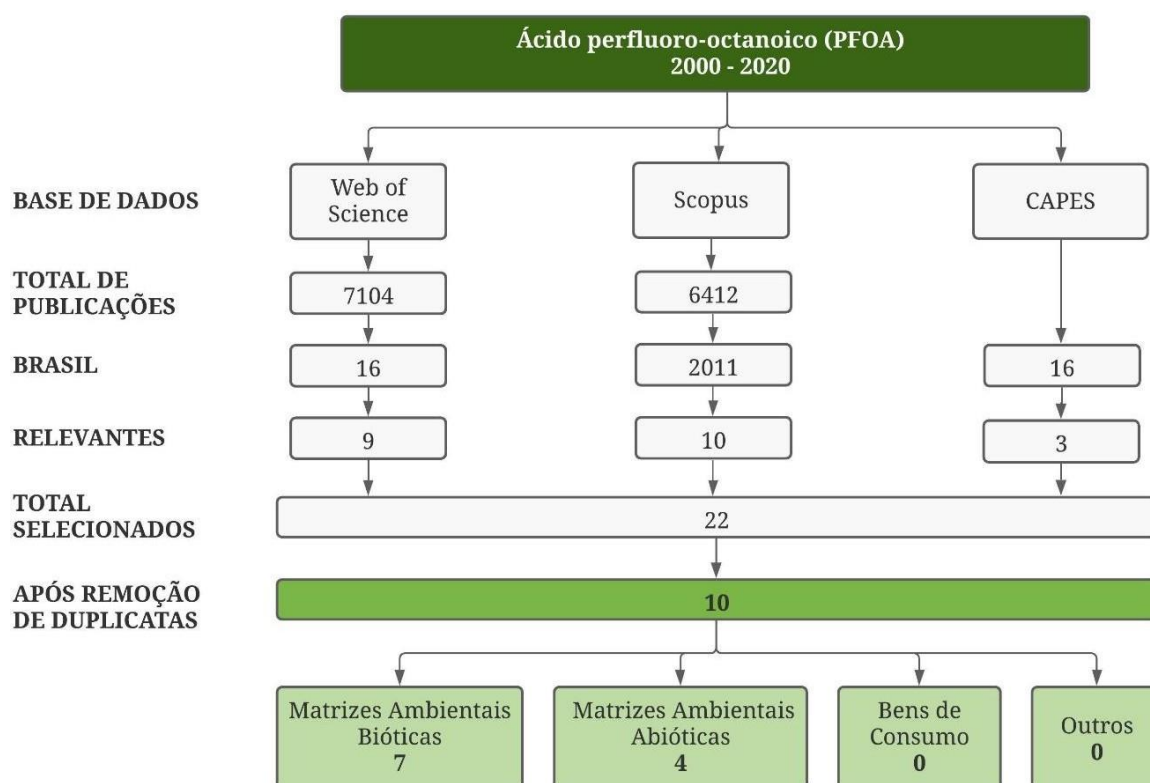 Ácido perfluoro-octanoico (PFOA)
2000 - 2020
BASE DE DADOS
Web of
Science
Scopus
CAPES
TOTAL DE
PUBLICAÇÕES
7104
6412
BRASIL
16
2011
16
RELEVANTES
9
10
3
TOTAL
SELECIONADOS
22
APÓS REMOÇÃO
DE DUPLICATAS
10
Matrizes Ambientais
Bióticas
7
Matrizes Ambientais
Abióticas
4
Bens de
Consumo
0
Outros
0